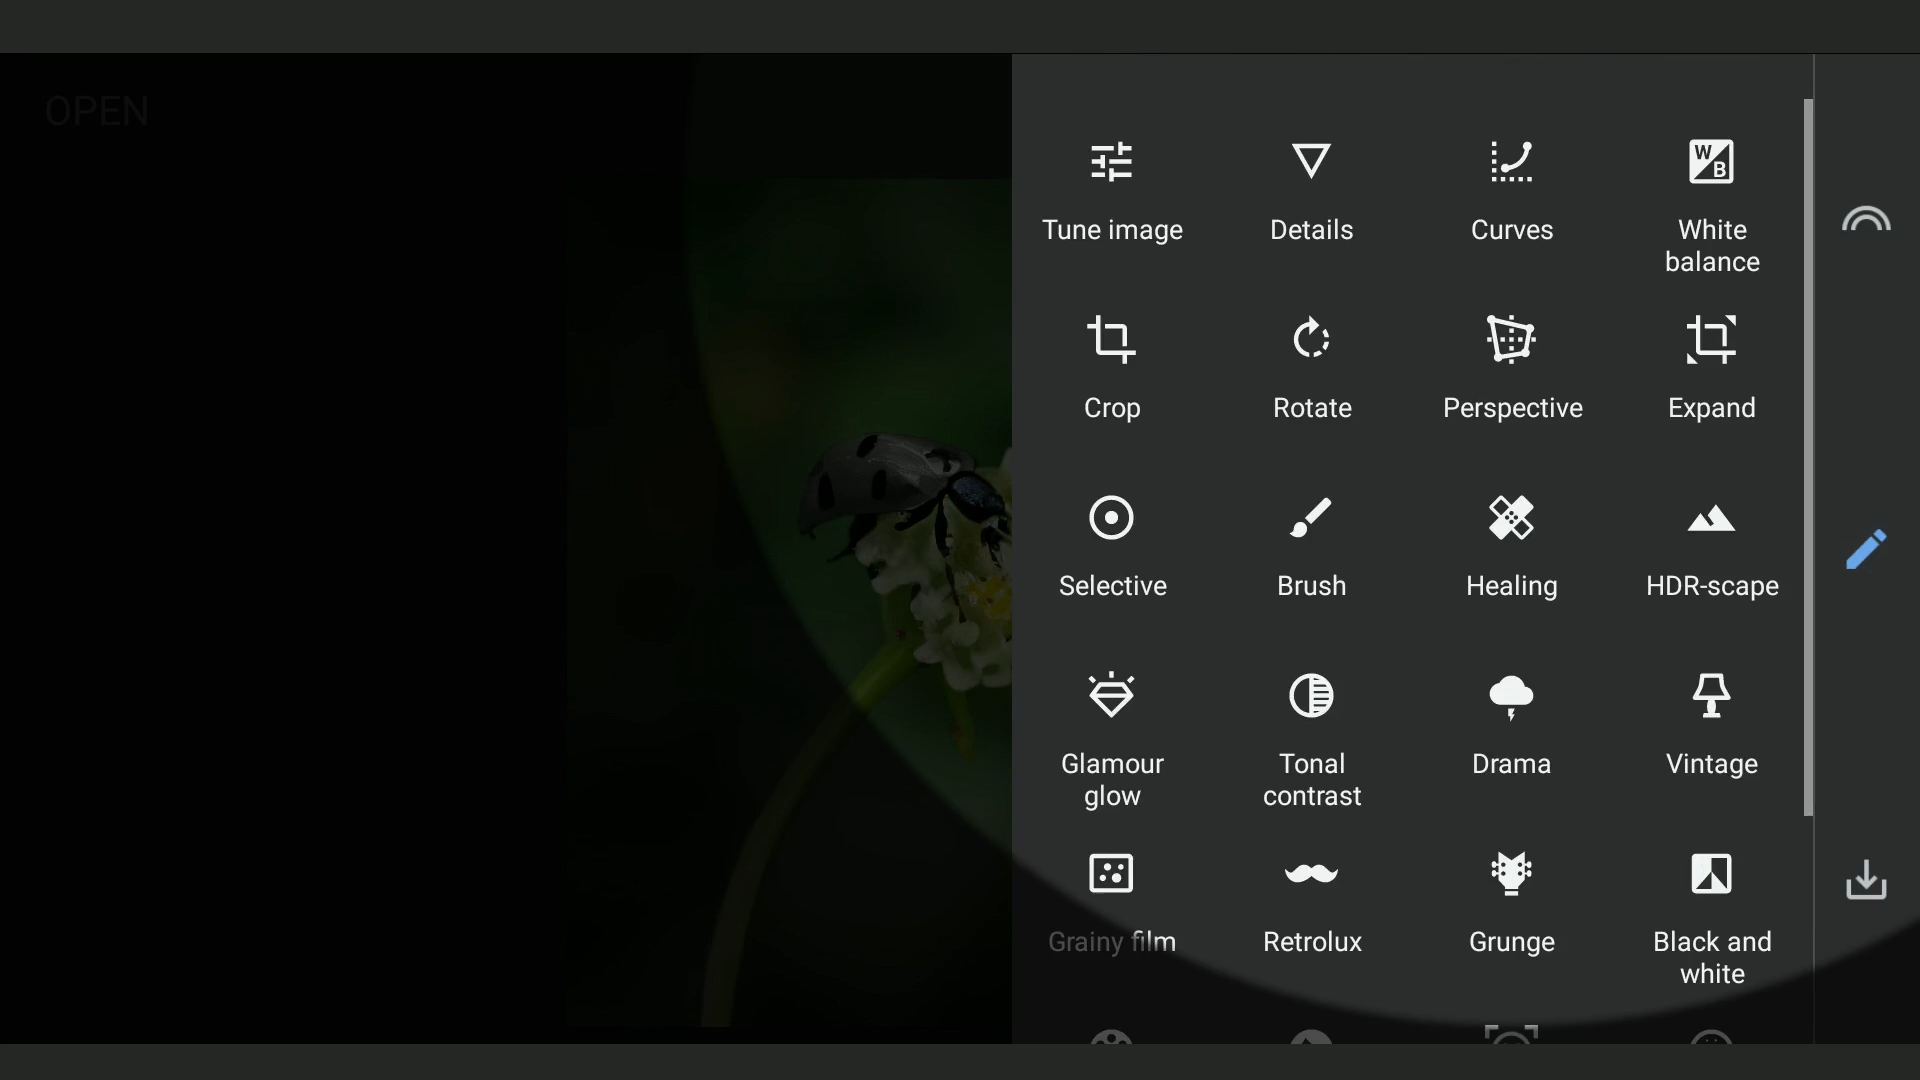 OPEN
Tune image
Details
Curves
White
balance
Crop
Rotate
Perspective
Expand
Selective
Brush
Healing
HDR-scape
Glamour
glow
Tonal
contrast
Drama
Vintage
Grainy film
Retrolux
Grunge
Black and
white